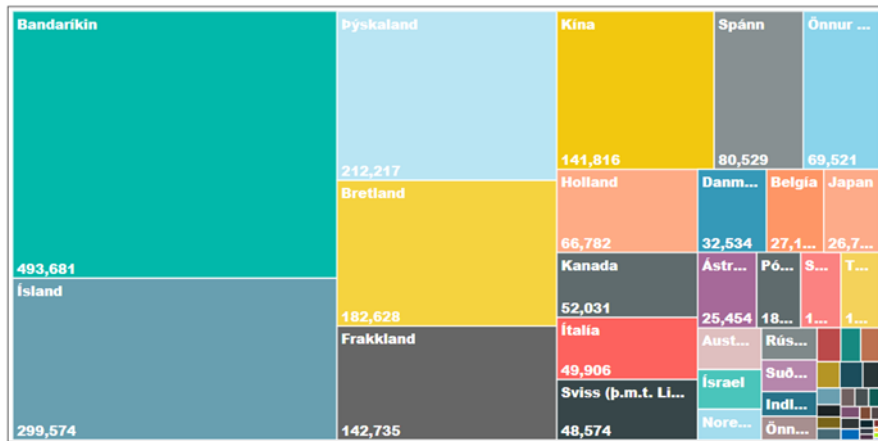 Bandaríkin
493,681
Ísland
299,574
Þýskaland
212,217
Bretland
182,628
Frakkland
142,735
Kína
141,816
Spánn
80,529
Önnur ...
69,521
Holland
66,782
Danm...
32,534
Belgía
27,1...
Japan
26,7...
Kanada
52,031
Ítalía
49,906
Sviss (þ.m.t. Li...
48,574
Ástr...
25,454
Pó...
18...
S...
1...
T...
1...
Aust...
Ísrael
Nore...
Rús...
Suð...
Indl...
Önn...